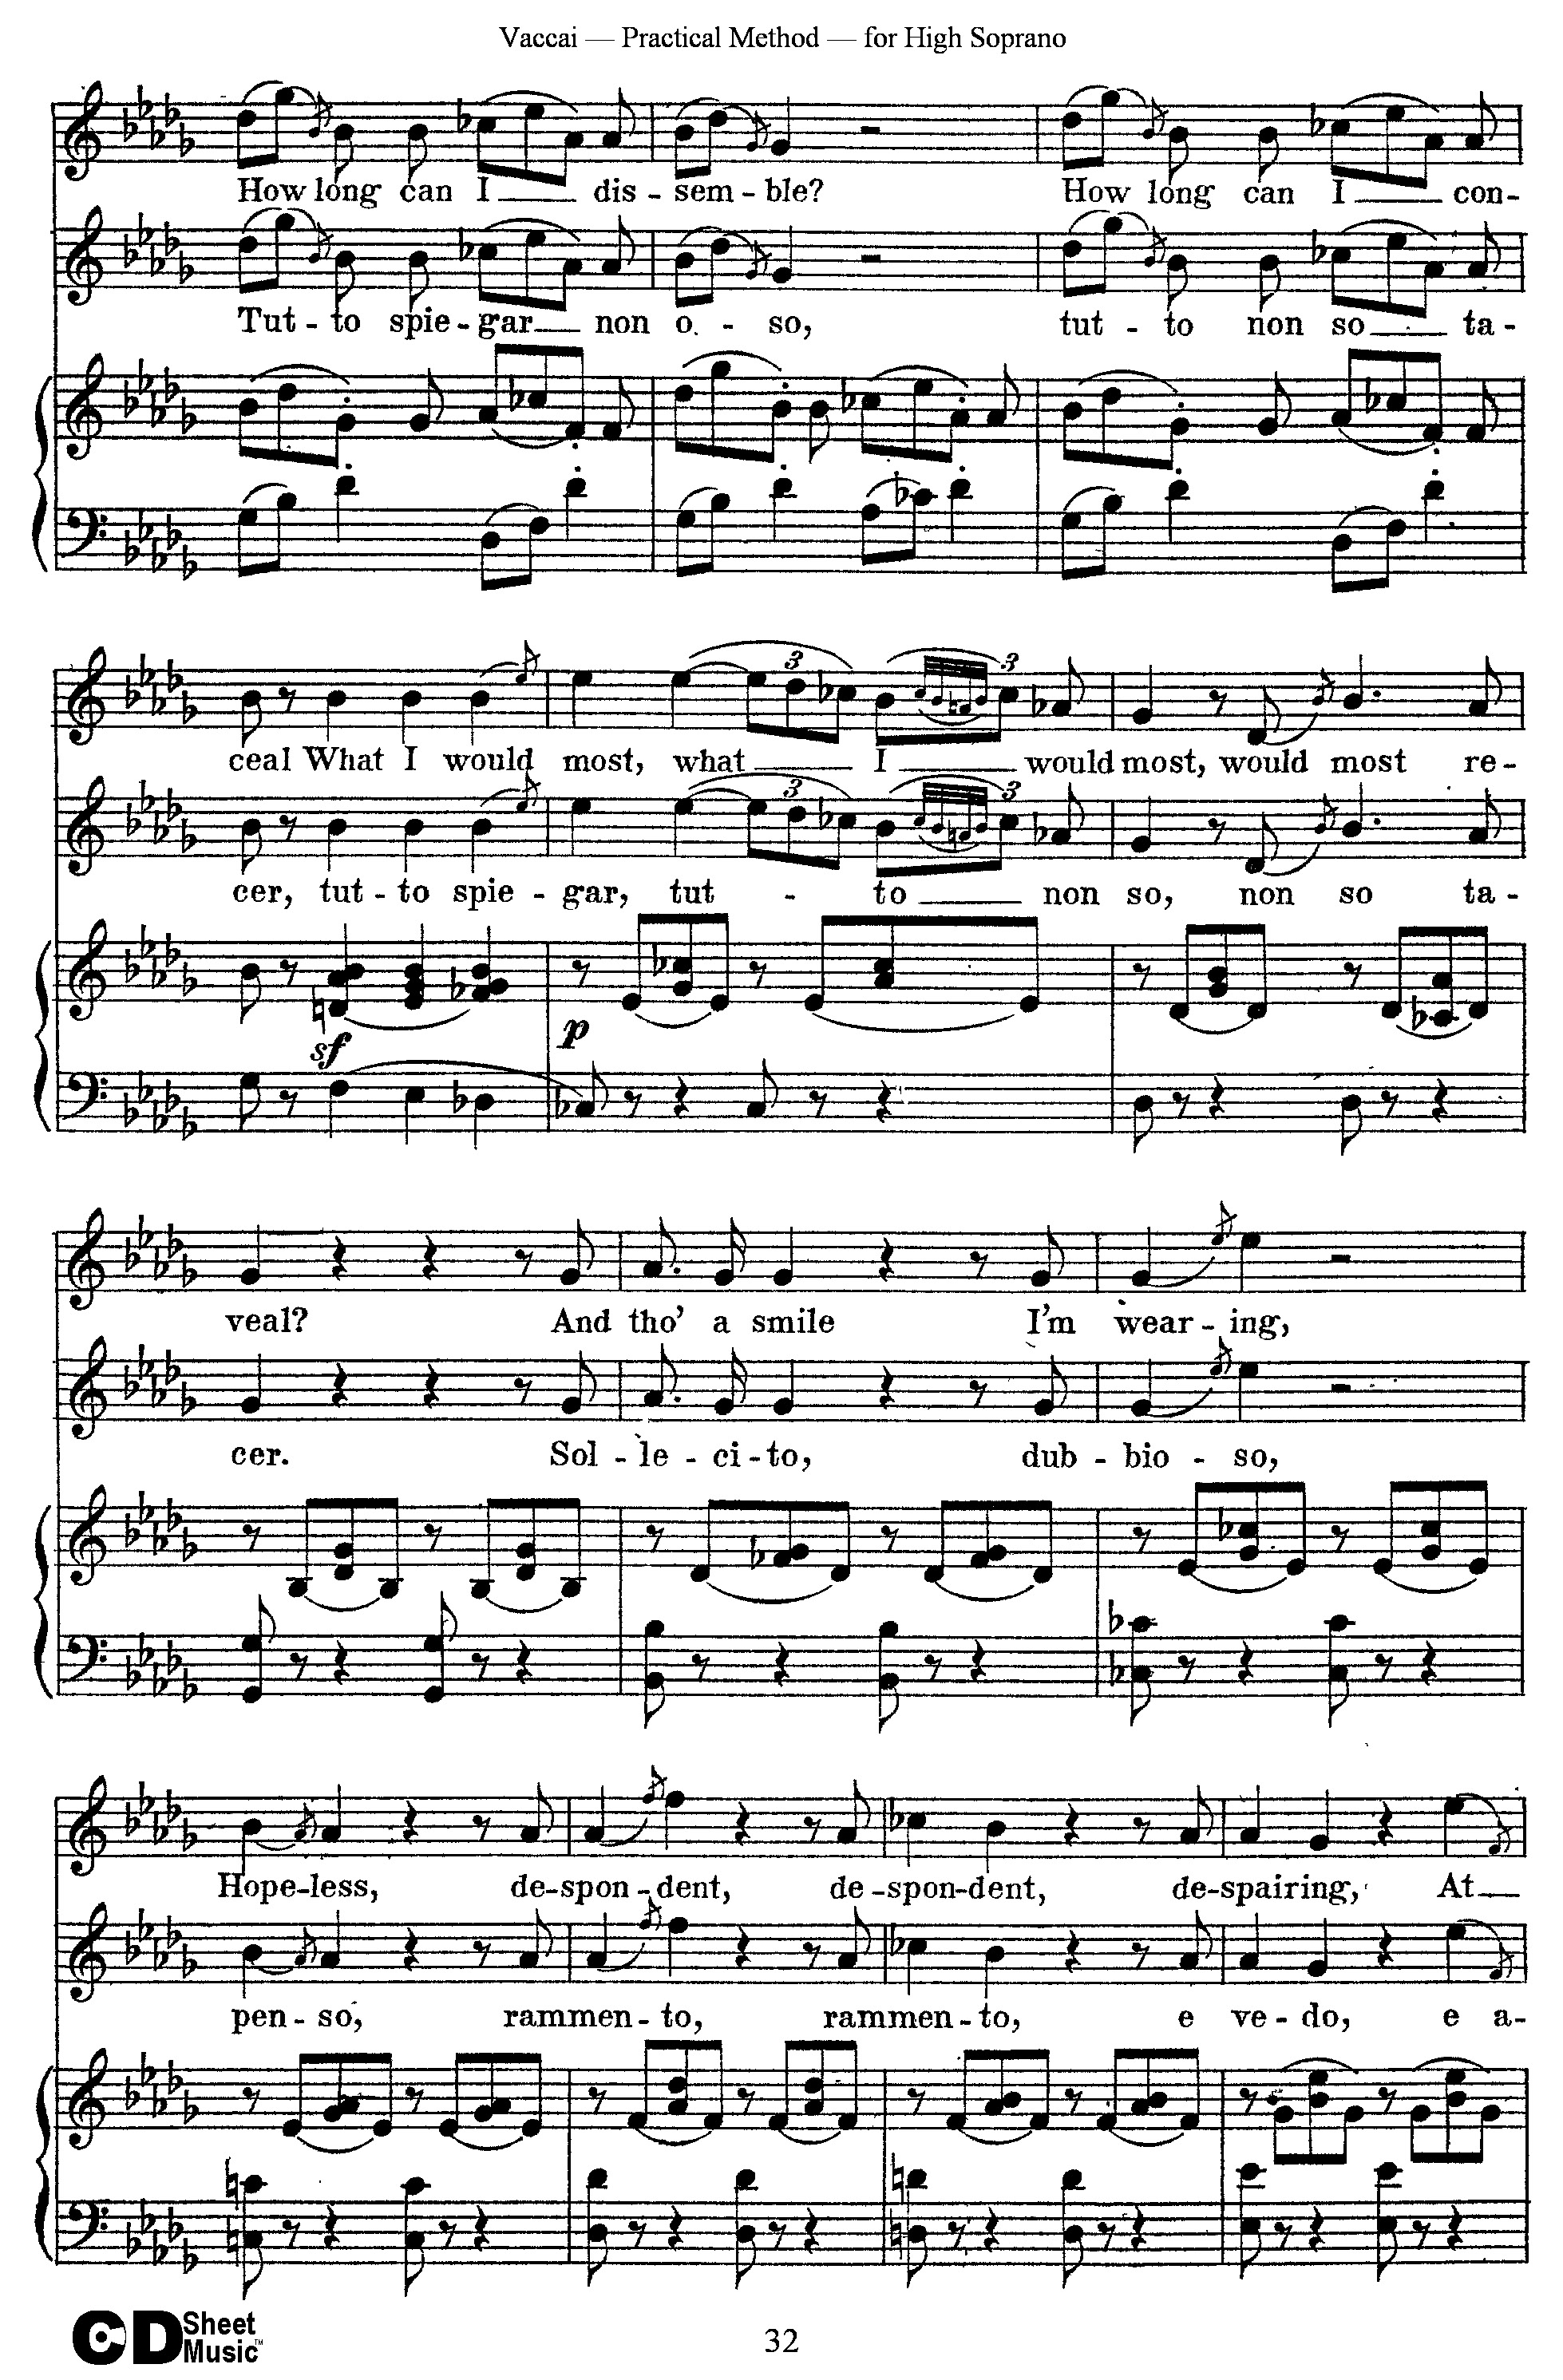 Vaccai — Practical Method — for High Soprano
How long can I dis - sem - ble? How long can I con -
Tut - to spie - gar non o - so, tut - to non so ta -
ceal What I would most, what I would most, would most re -
cer, tut - to spie - gar, tut - to non so, non so ta -
sf p
veal? And tho' a smile I'm wear - ing,
cer. Sol - le - ci - to, dub - bio - so,
Hope - less, de - spon - dent, de - spon - dent, de - spairing, At
pen - so, rammen - to, rammen - to, e ve - do, e a -
CD Sheet Music™
32